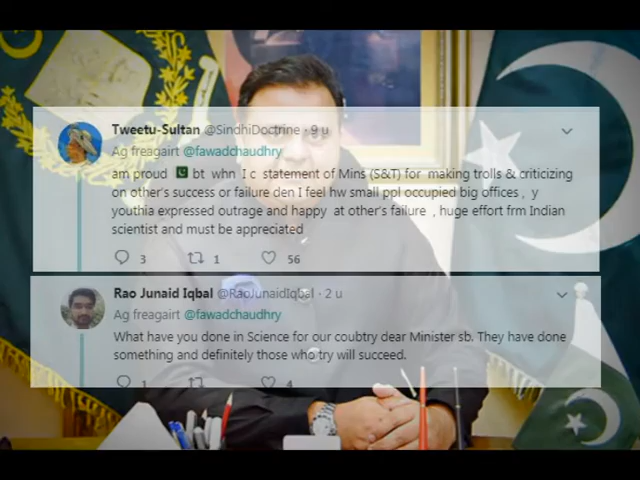 Tweetu-Sultan @SindhiDoctrine · 9 u
Ag freagairt @fawadchaudhry
am proud 🇵🇰 bt whn I c statement of Mins (S&T) for making trolls & criticizing
on other's success or failure den I feel hw small ppl occupied big offices , y
youthia expressed outrage and happy at other's failure , huge effort frm Indian
scientist and must be appreciated
3 1 56
Rao Junaid Iqbal @RaoJunaidIqbal · 2 u
Ag freagairt @fawadchaudhry
What have you done in Science for our coubtry dear Minister sb. They have done
something and definitely those who try will succeed.
1 4